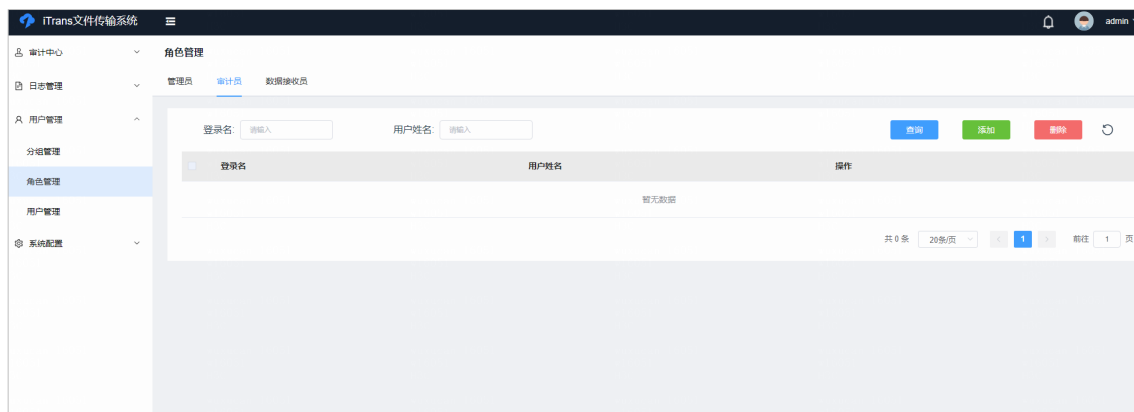 iTrans文件传输系统
admin
审计中心
日志管理
用户管理
分组管理
角色管理
用户管理
系统配置
角色管理
管理员 审计员 数据接收员
登录名: 请输入 用户姓名: 请输入 查询 添加 删除
登录名 用户姓名 操作
暂无数据
共 0 条 20条/页 1 前往 1 页